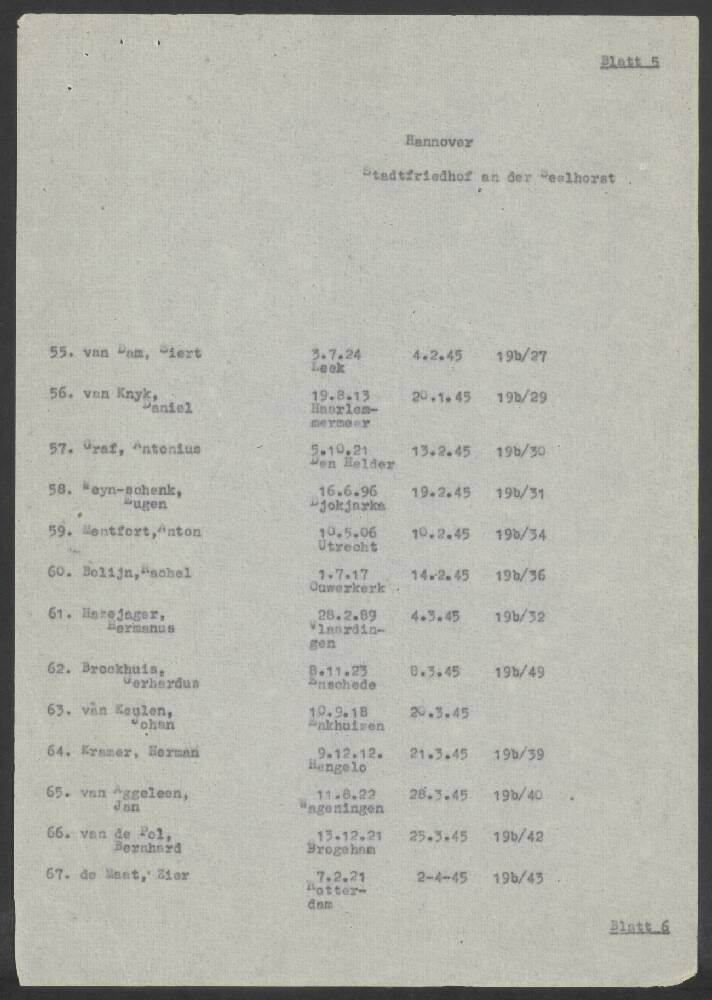 Blatt 5
Hannover
Stadtfriedhof an der Seelhorst
55. van Dam, Siert 3.7.24 4.2.45 19b/27
Leek
56. van Knyk, 19.8.13 20.1.45 19b/29
Daniel Haarlem-
mermeer
57. Graf, Antonius 5.10.21 13.2.45 19b/30
Den Helder
58. Weyn-schenk, 16.6.96 19.2.45 19b/31
Eugen Djokjarka
59. Mentfort,Anton 10.5.06 10.2.45 19b/34
Utrecht
60. Bolijn,Machel 1.7.17 14.2.45 19b/36
Ouwerkerk
61. Hazejager, 28.2.89 4.3.45 19b/32
Hermanus Vlaardin-
gen
62. Brockhuis, 8.11.23 8.3.45 19b/49
Gerhardus Enschede
63. van Keulen, 10.9.18 20.3.45
Johan Enkhuizen
64. Kramer, Herman 9.12.12. 21.3.45 19b/39
Hengelo
65. van Aggeleen, 11.8.22 28.3.45 19b/40
Jan Wageningen
66. van de Pol, 13.12.21 25.3.45 19b/42
Bernhard Brogeham
67. de Maat, Zier 7.2.21 2-4-45 19b/43
Rotter-
dam
Blatt 6